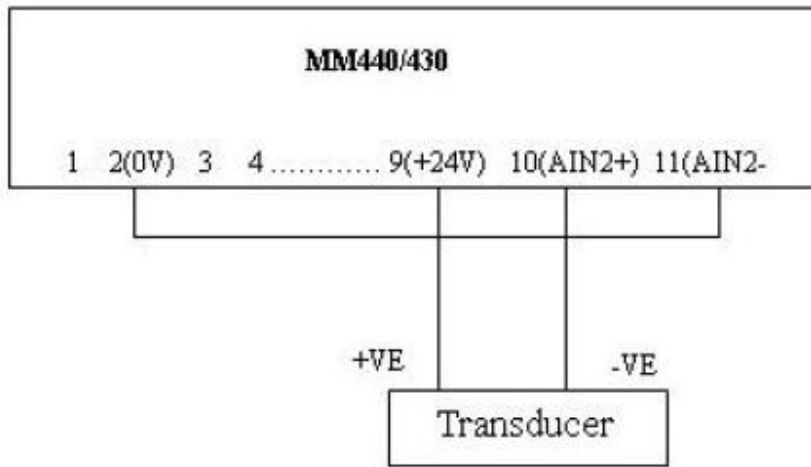 MM440/430
1 2(0V) 3 4............ 9(+24V) 10(AIN2+) 11(AIN2-
+VE -VE
Transducer